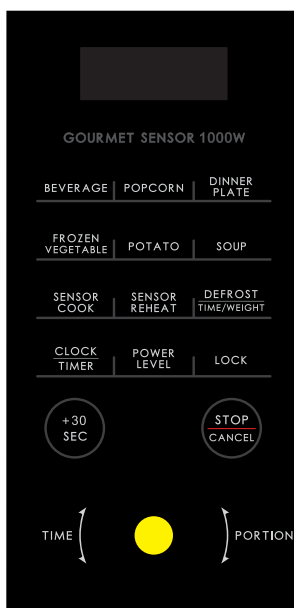 GOURMET SENSOR 1000W
BEVERAGE POPCORN DINNER
PLATE
FROZEN
VEGETABLE POTATO SOUP
SENSOR
COOK
SENSOR
REHEAT
DEFROST
TIME/WEIGHT
CLOCK
TIMER
POWER
LEVEL
LOCK
+30
SEC
STOP
CANCEL
TIME PORTION